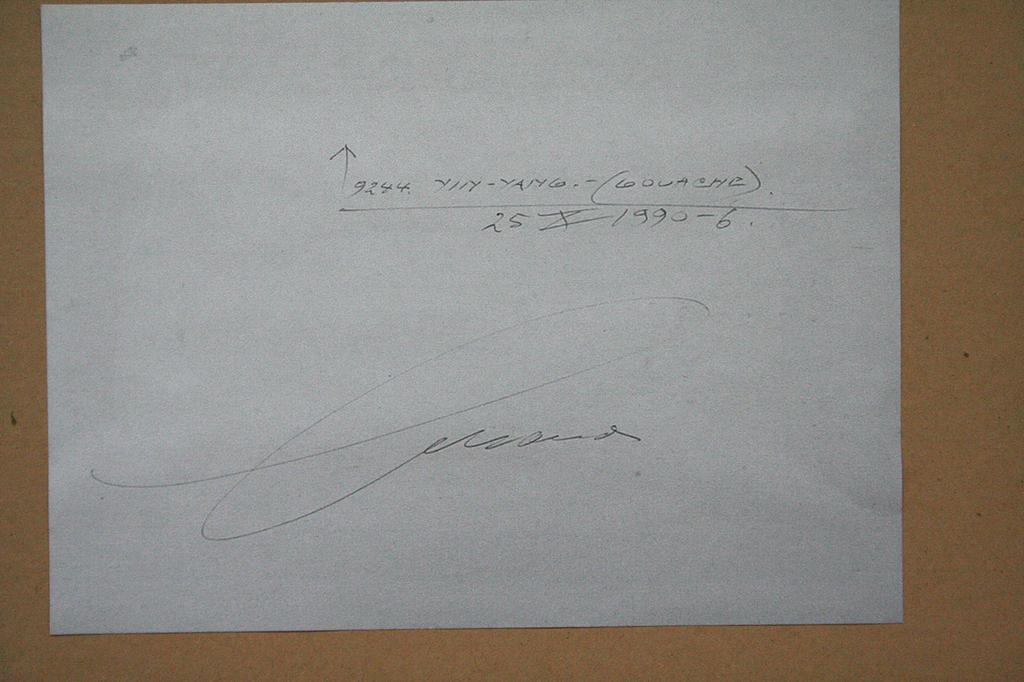 ↑ 9244. YIN-YANG.-(GOUACHE).
25 X 1990-6.